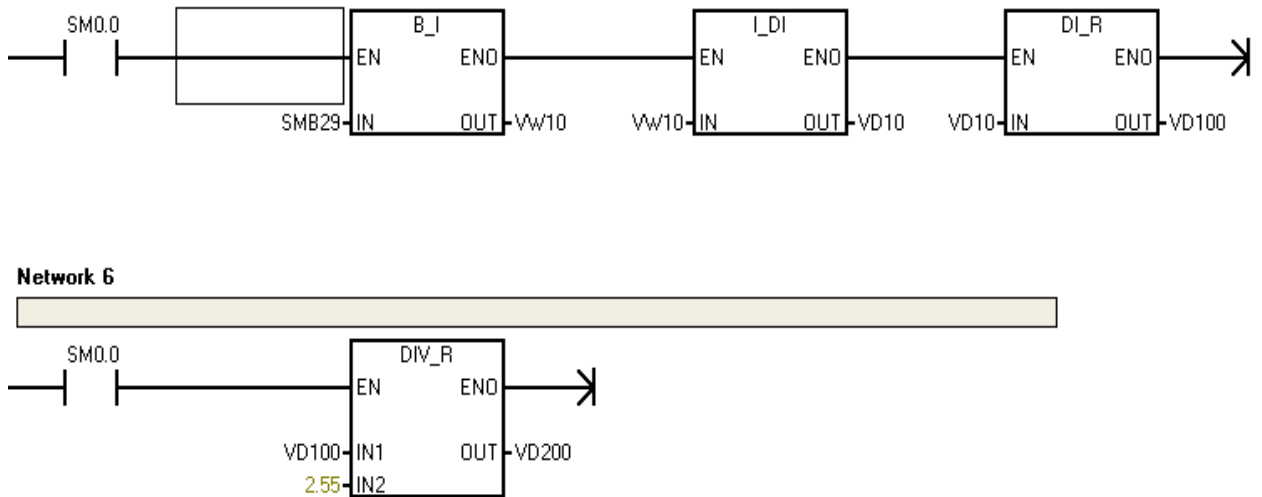 SM0.0 B_I I_DI DI_R
EN ENO EN ENO EN ENO
SMB29 IN OUT VW10 VW10 IN OUT VD10 VD10 IN OUT VD100
Network 6
SM0.0 DIV_R
EN ENO
VD100 IN1 OUT VD200
2.55 IN2